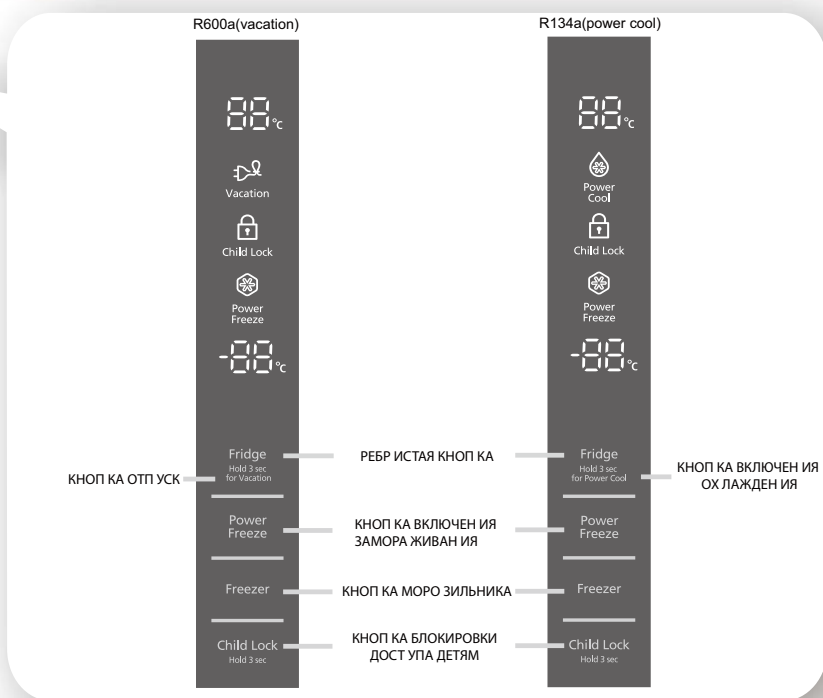 R600a(vacation)
R134a(power cool)
88°C
Vacation
Child Lock
Power
Freeze
-88°C
Fridge
Hold 3 sec
for Vacation
Power
Freeze
Freezer
Child Lock
Hold 3 sec
КНОП КА ОТП УСК
РЕБР ИСТАЯ КНОП КА
КНОП КА ВКЛЮЧЕН ИЯ
ЗАМОРА ЖИВАН ИЯ
КНОП КА МОРО ЗИЛЬНИКА
КНОП КА БЛОКИРОВКИ
ДОСТ УПА ДЕТЯМ
88°C
Power
Cool
Child Lock
Power
Freeze
-88°C
Fridge
Hold 3 sec
for Power Cool
Power
Freeze
Freezer
Child Lock
Hold 3 sec
КНОП КА ВКЛЮЧЕН ИЯ
ОХ ЛАЖДЕН ИЯ